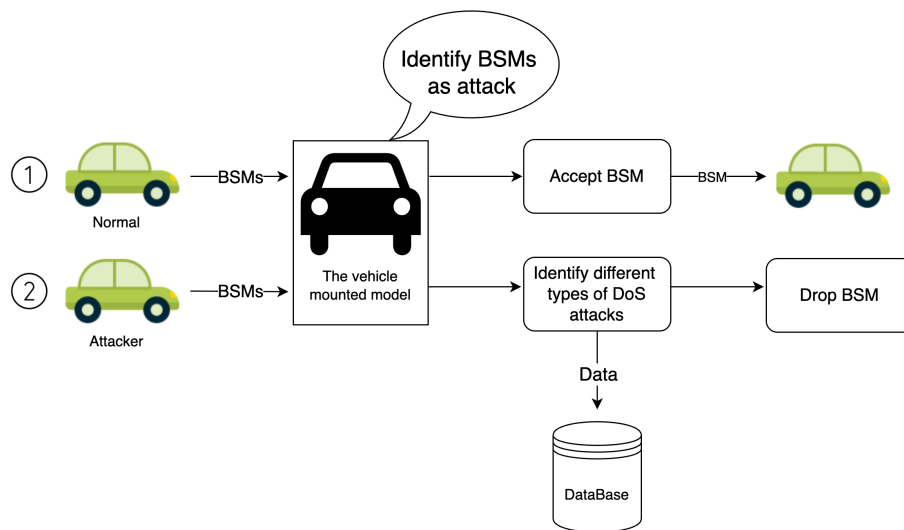 Identify BSMs
as attack
1
BSMs
Accept BSM
BSM
Normal
2
BSMs
The vehicle
mounted model
Identify different
types of DoS
attacks
Drop BSM
Attacker
Data
DataBase